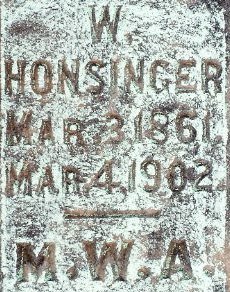 W.
HONSINGER
MAR. 3, 1861.
MAR. 4, 1902.
M.W.A.